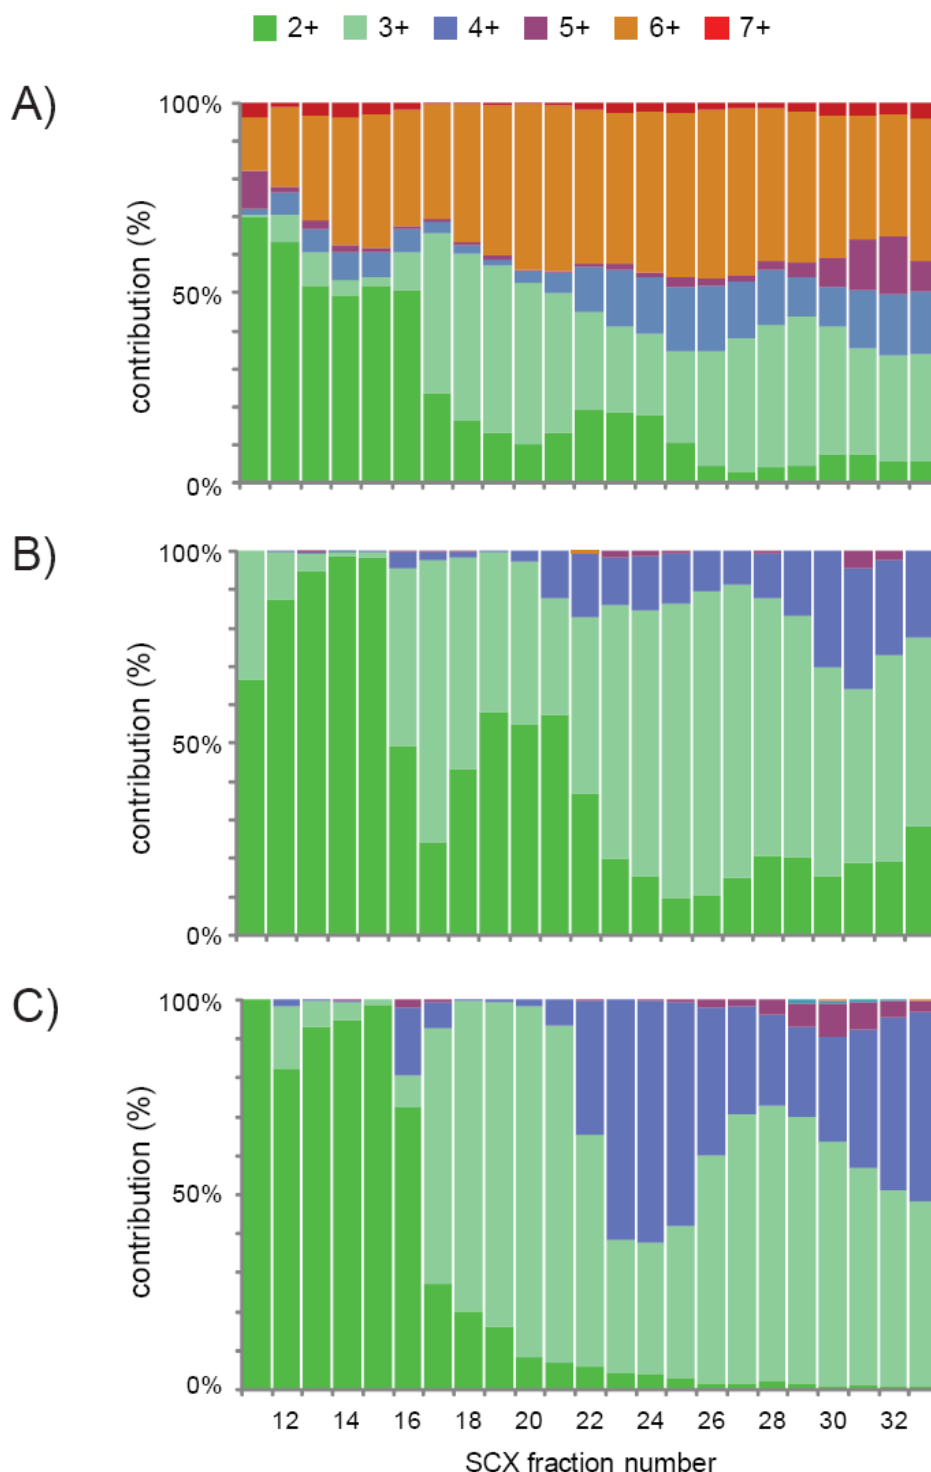 2+ 3+ 4+ 5+ 6+ 7+
A)
100%
50%
0%
contribution (%)
B)
100%
50%
0%
contribution (%)
C)
100%
50%
0%
contribution (%)
12 14 16 18 20 22 24 26 28 30 32
SCX fraction number